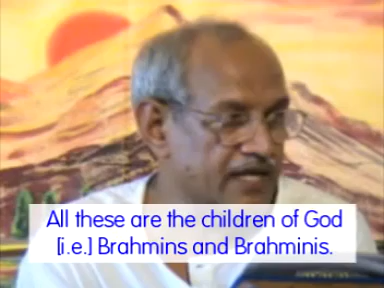 All these are the children of God
[i.e.] Brahmins and Brahminis.